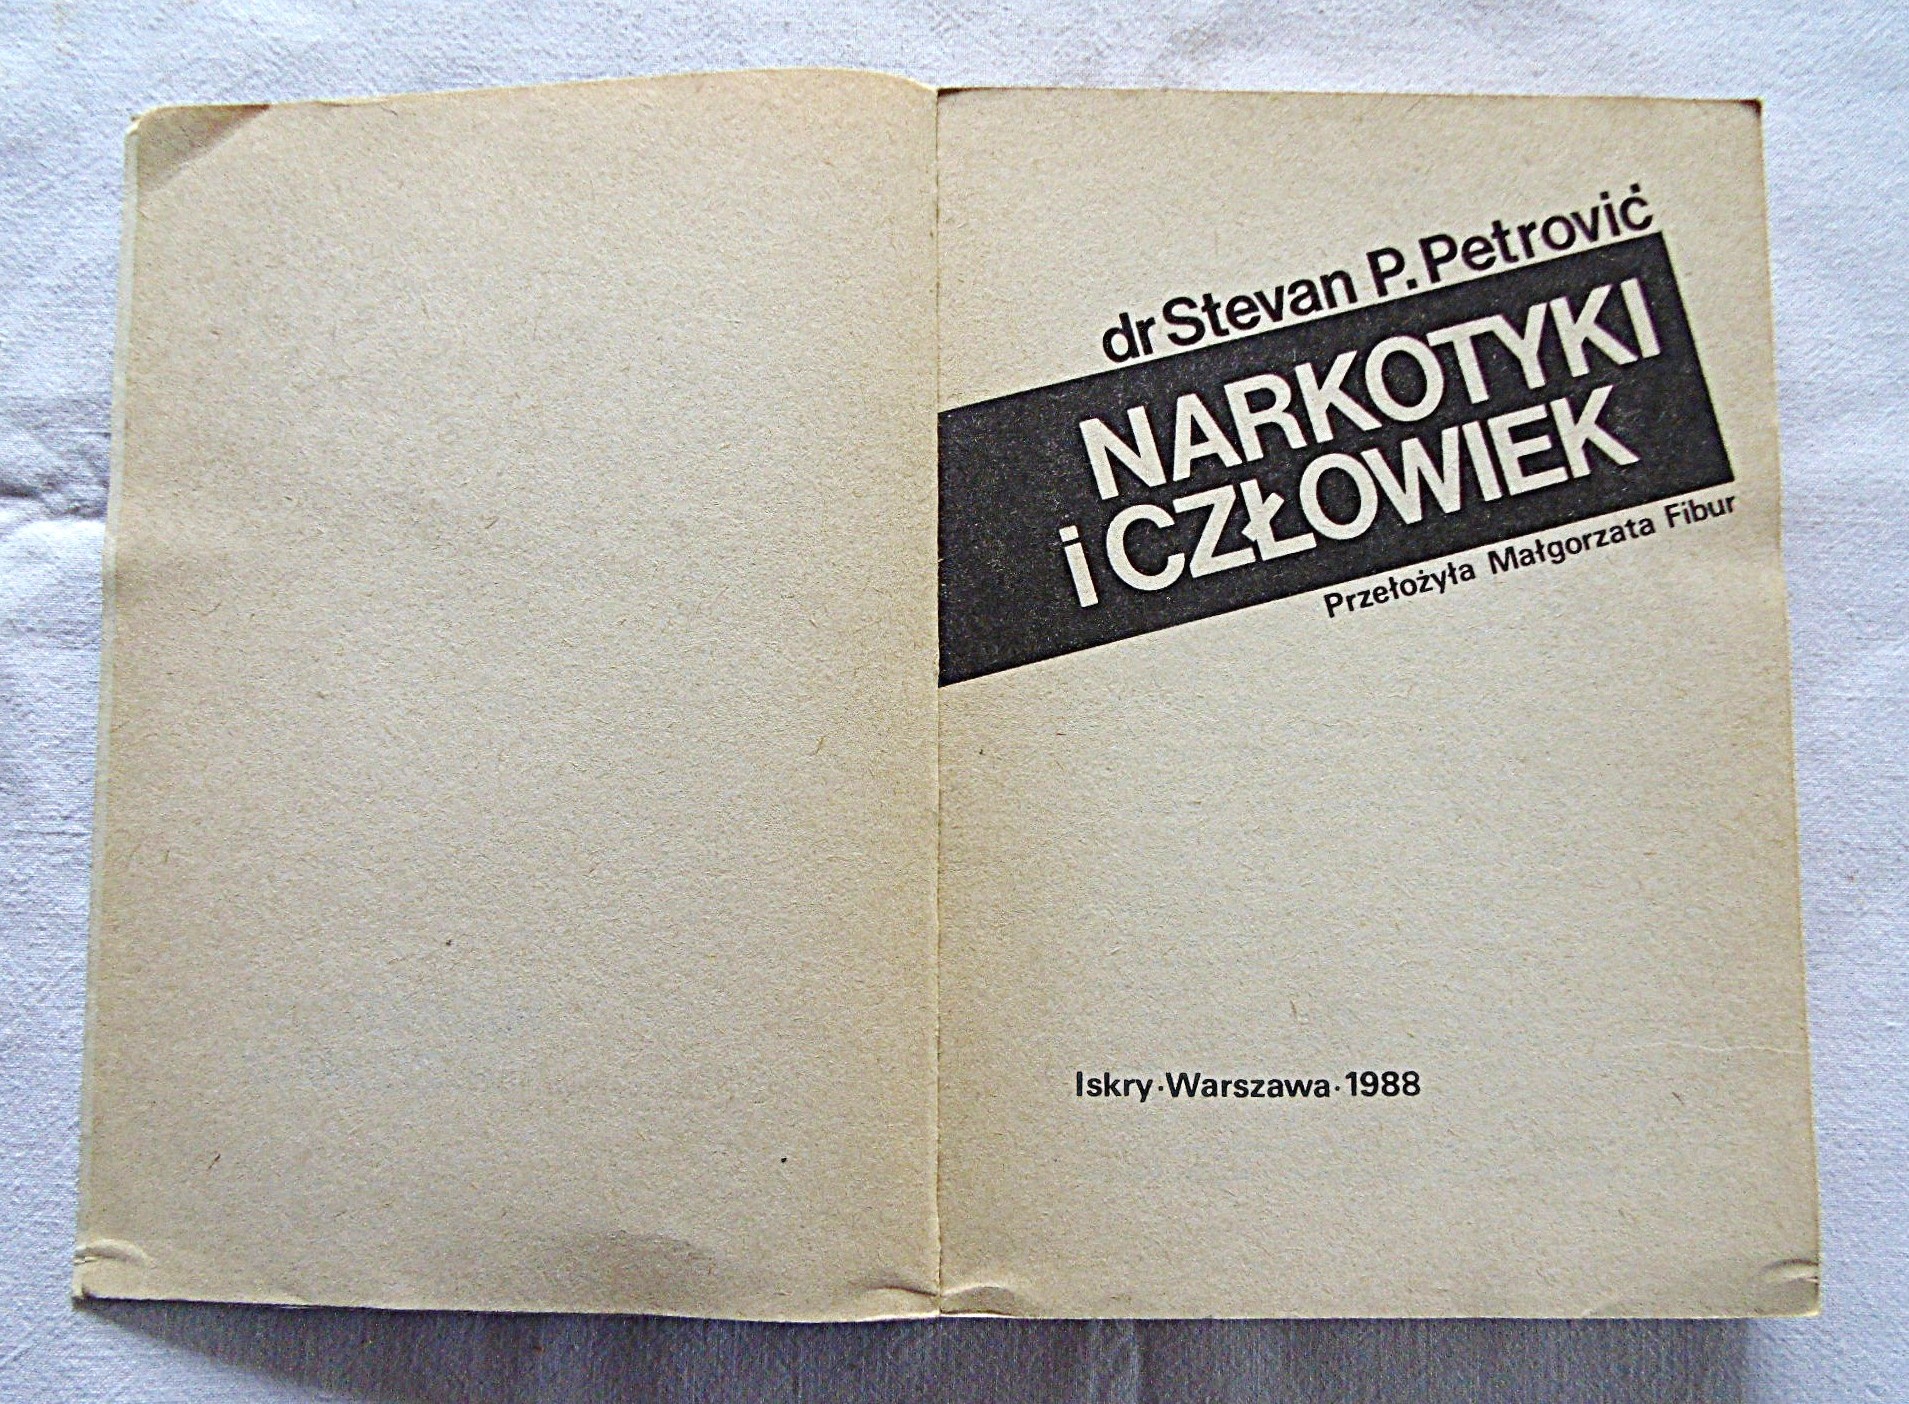 dr Stevan P. Petrović
NARKOTYKI
i CZŁOWIEK
Przełożyła Małgorzata Fibur
Iskry · Warszawa · 1988